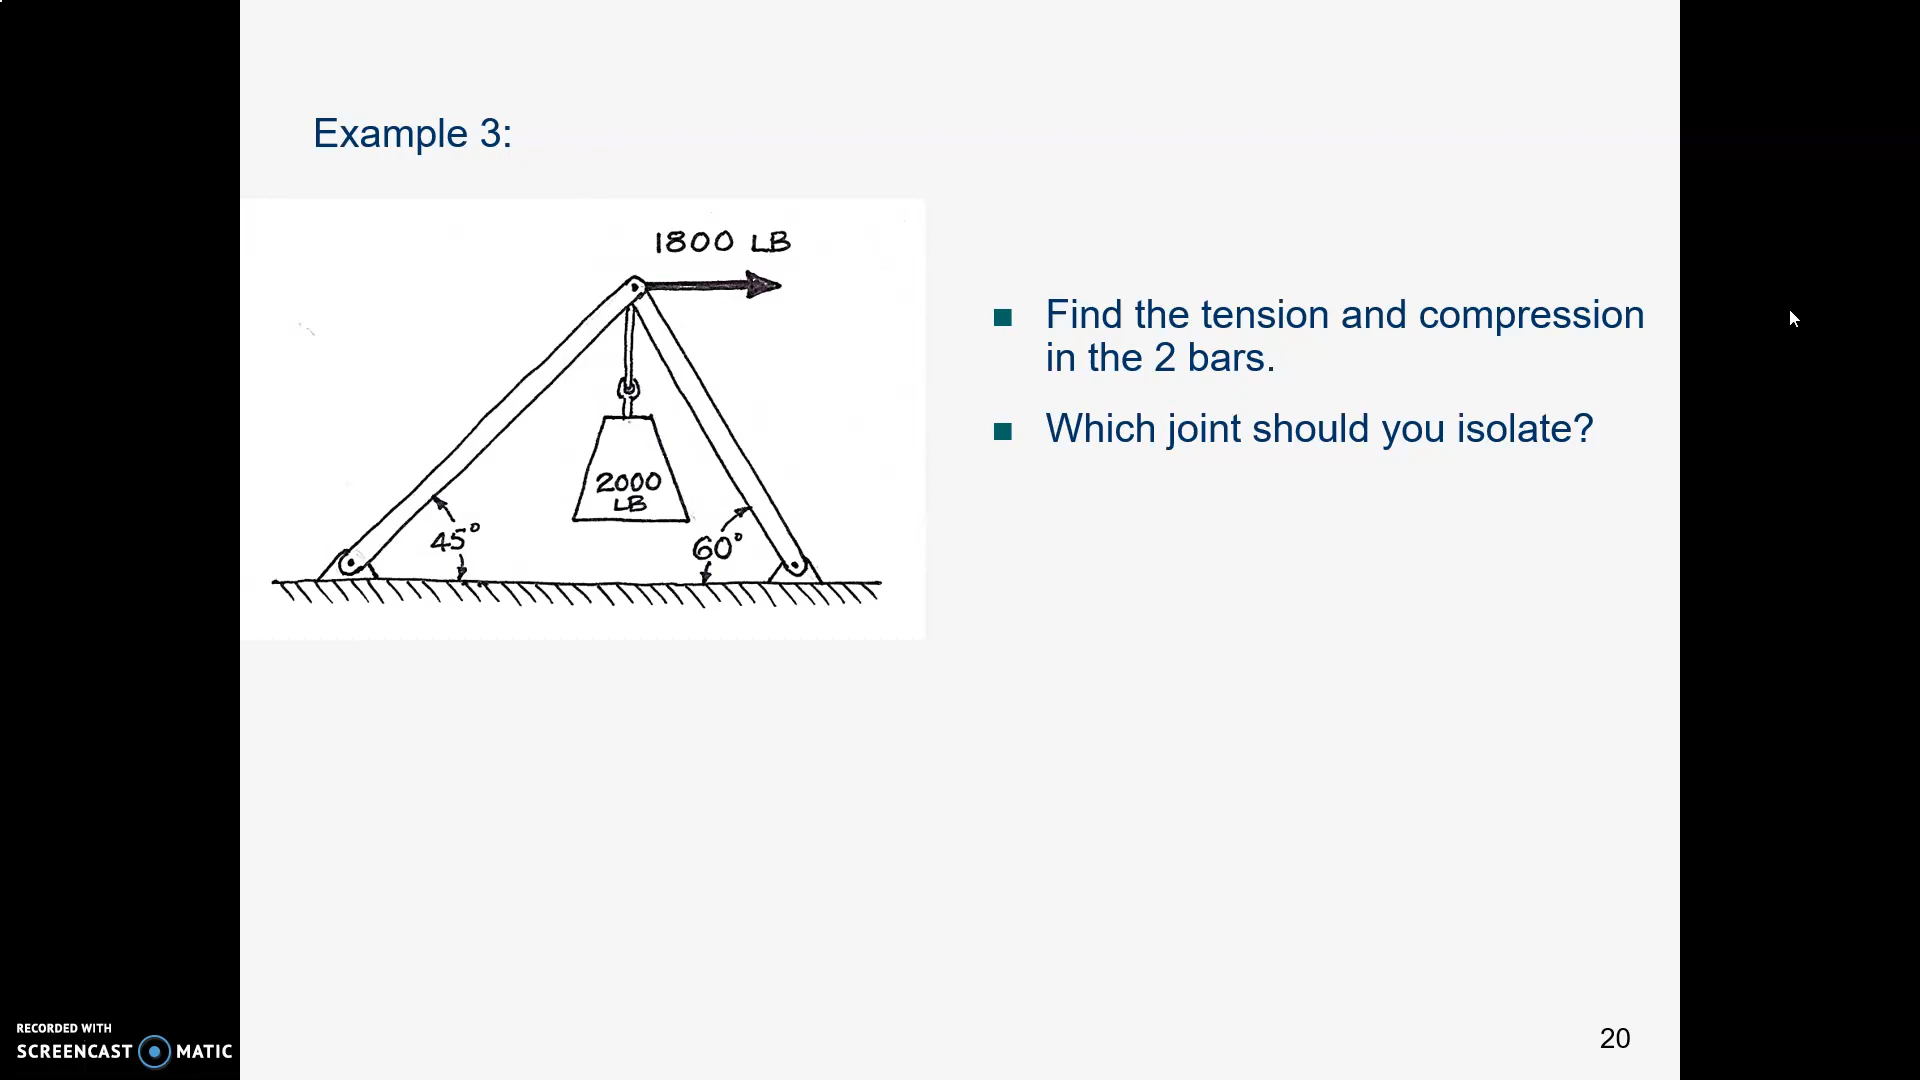 Example 3:
1800 LB
2000
LB
45°
60°
Find the tension and compression
in the 2 bars.
Which joint should you isolate?
RECORDED WITH
SCREENCAST MATIC
20